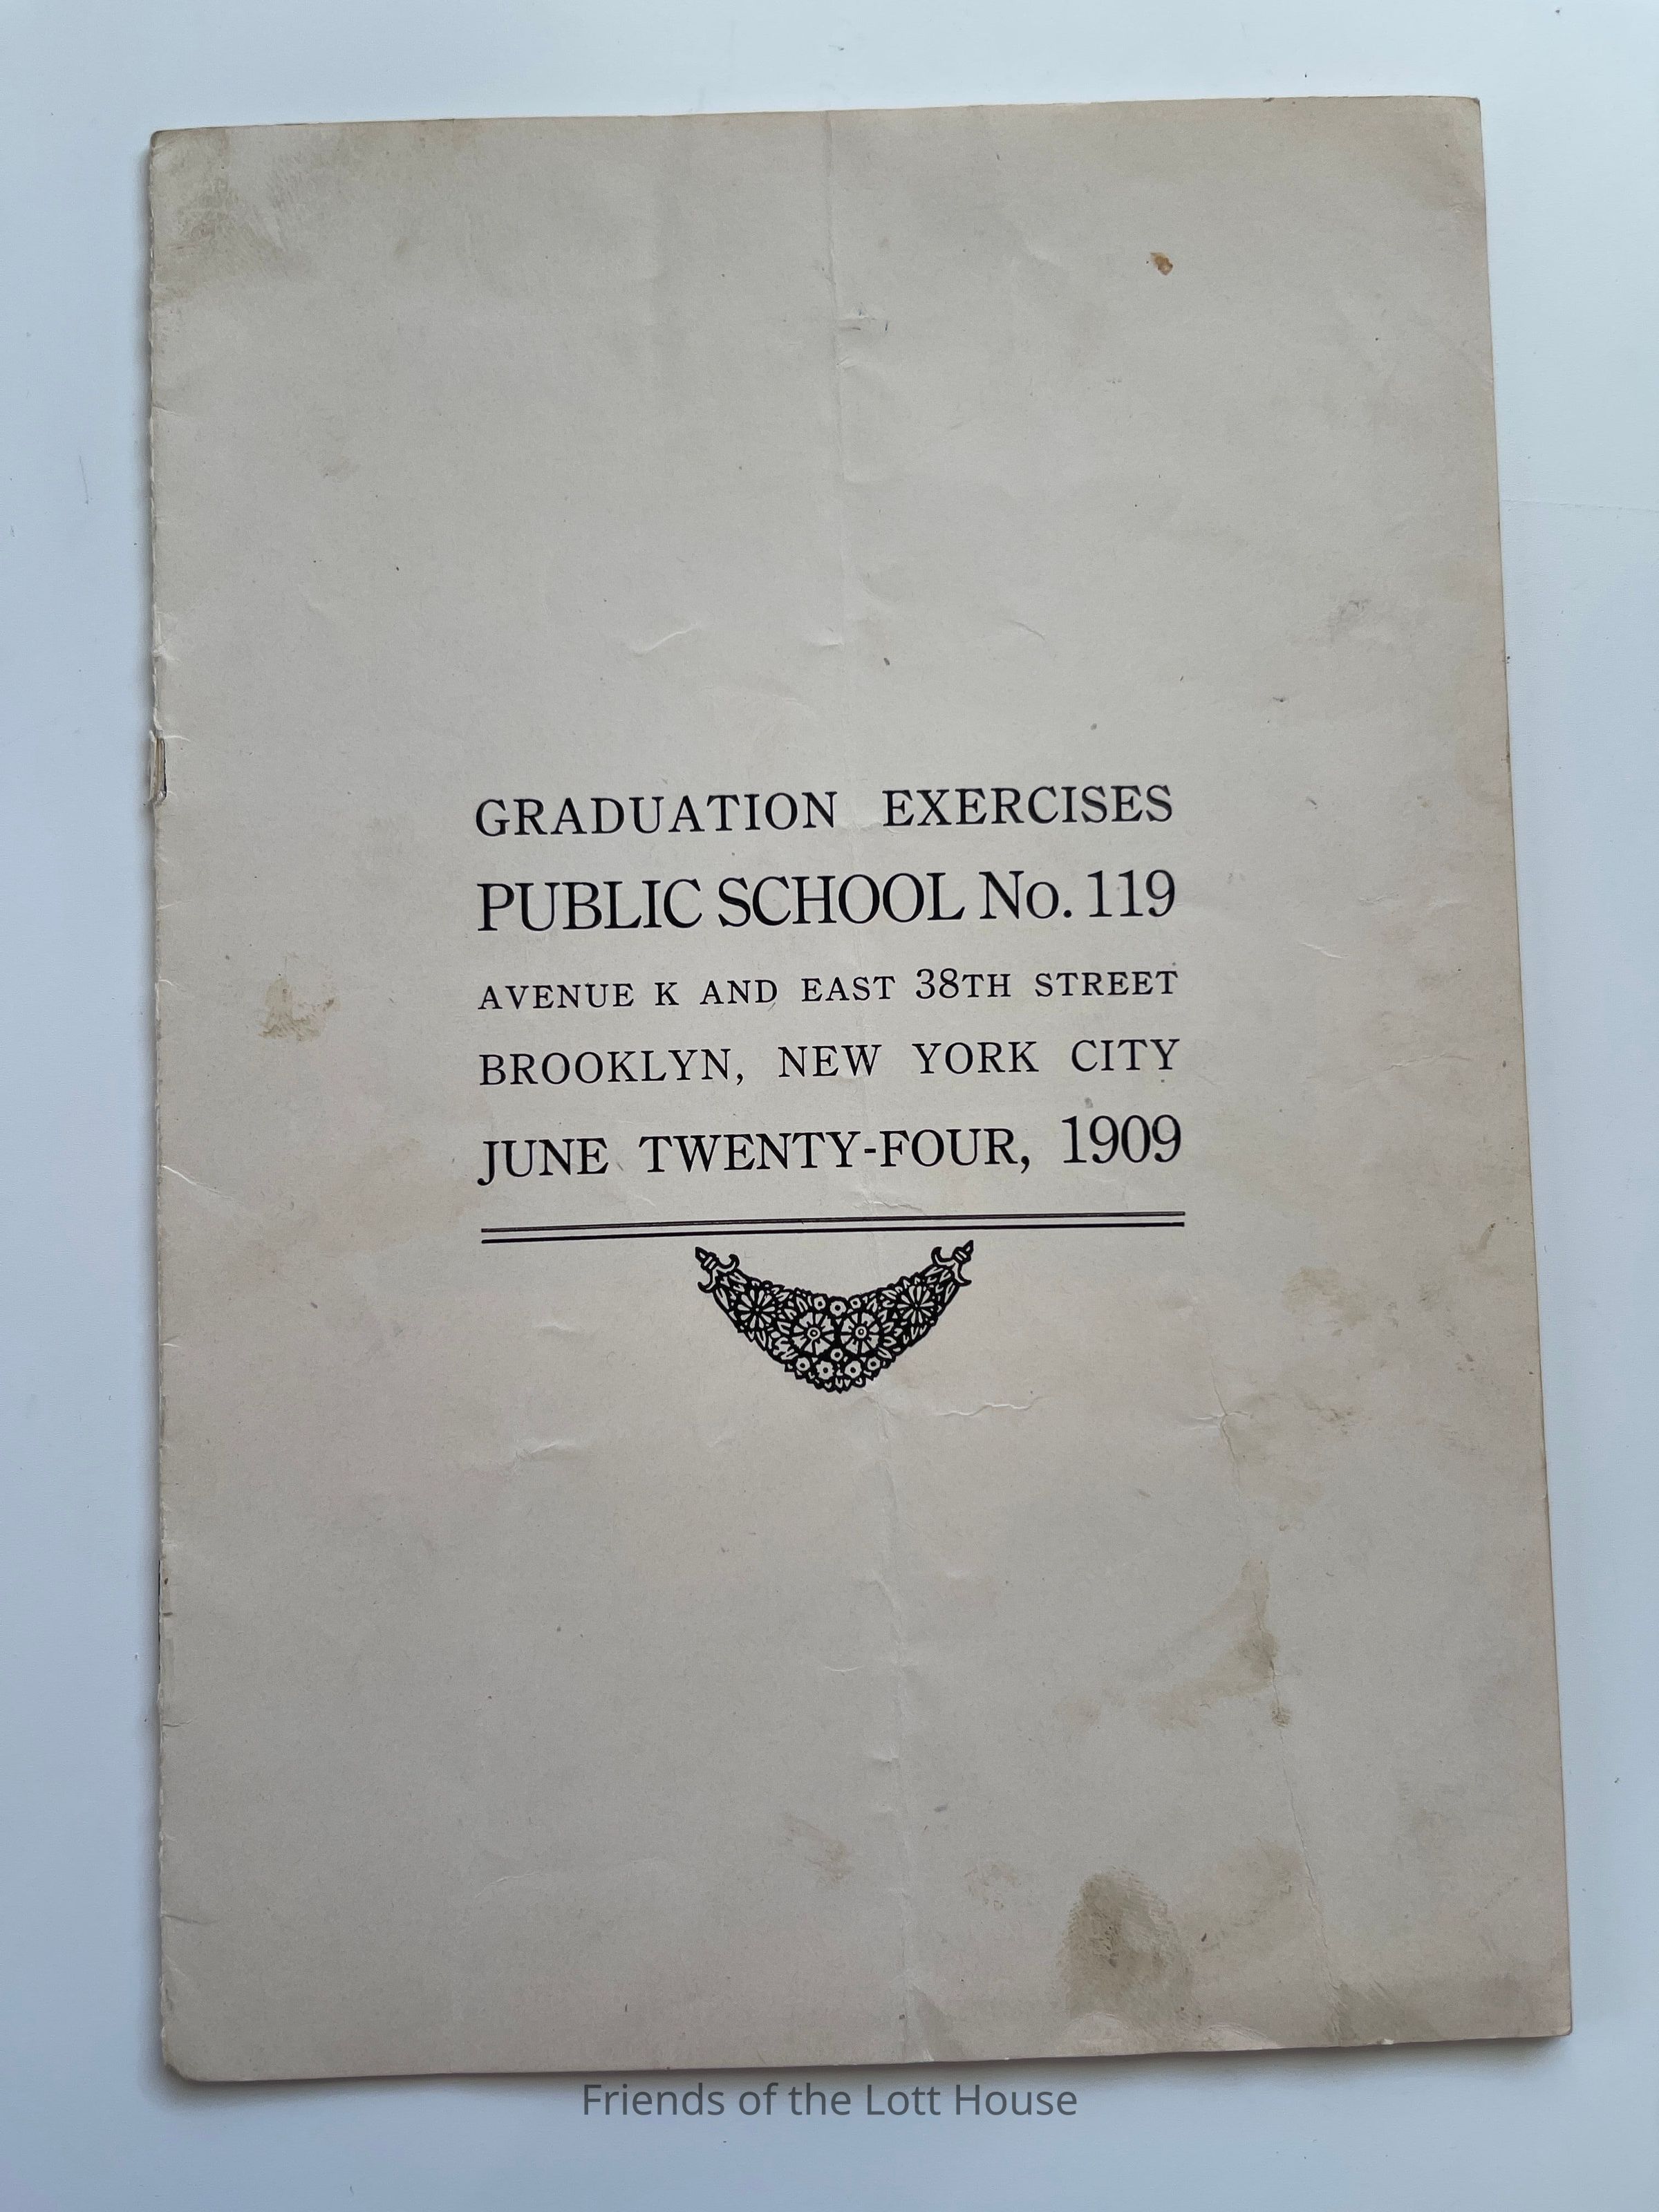 GRADUATION EXERCISES
PUBLIC SCHOOL No. 119
AVENUE K AND EAST 38TH STREET
BROOKLYN, NEW YORK CITY
JUNE TWENTY-FOUR, 1909
Friends of the Lott House